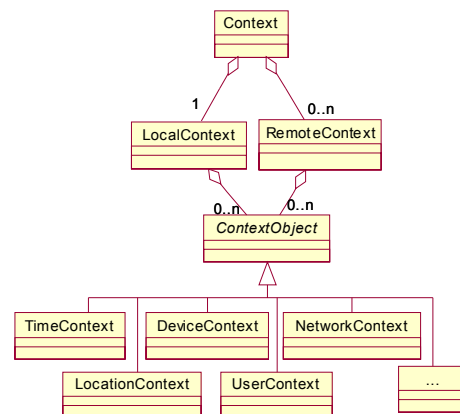 Context
1
0..n
LocalContext
RemoteContext
0..n
0..n
ContextObject
TimeContext
DeviceContext
NetworkContext
LocationContext
UserContext
...